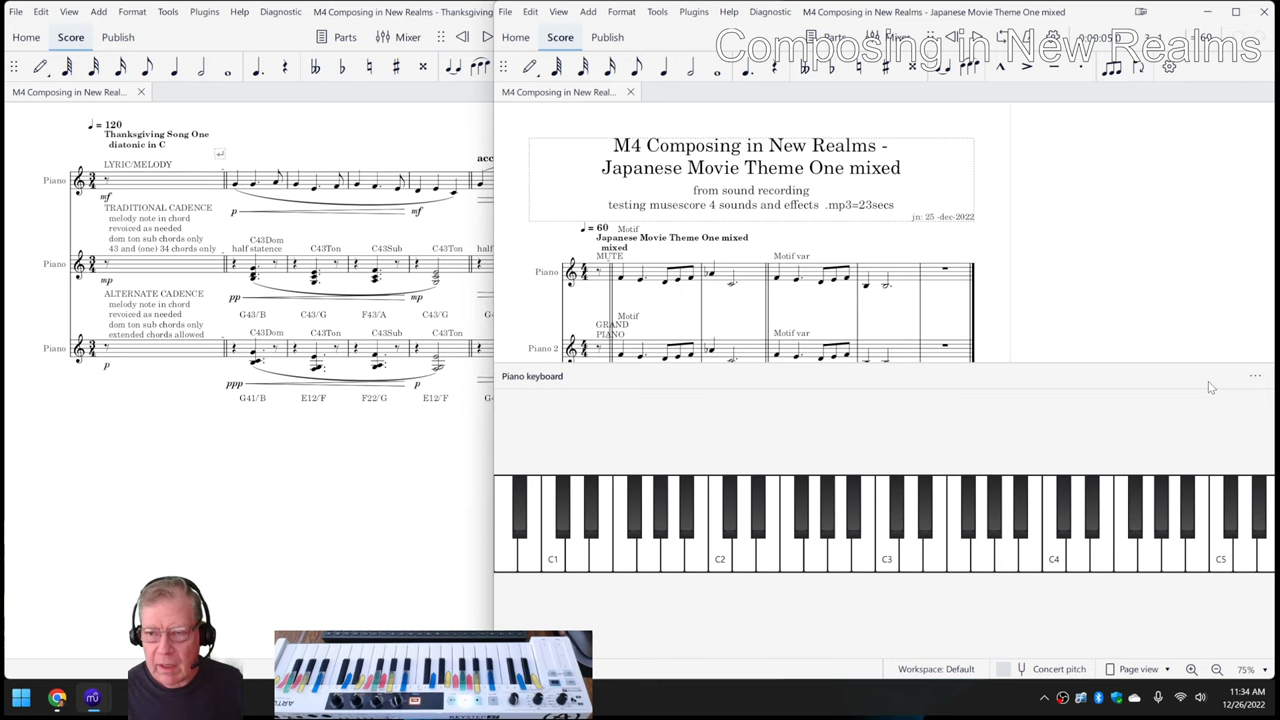 File Edit View Add Format Tools Plugins Help Diagnostic M4 Composing in New Realms - Thanksgiving
Home Score Publish Parts Mixer
M4 Composing in New Real...
= 120
Thanksgiving Song One
diatonic in C
LYRIC/MELODY
acc
Piano
mf
p
mf
TRADITIONAL CADENCE
melody note in chord
revoiced as needed
dom ton sub chords only
43 and (one) 34 chords only
C43Dom
half statence C43Ton C43Sub C43Ton half
Piano
mp
pp
mp
G43/B C43/G F43/A C43/G
ALTERNATE CADENCE
melody note in chord
revoiced as needed
dom ton sub chords only
extended chords allowed
C43Dom C43Ton C43Sub C43Ton
Piano
p
ppp
p
G41/B E12/F F22/G E12/F
File Edit View Add Format Tools Plugins Help Diagnostic M4 Composing in New Realms - Japanese Movie Theme One mixed
Home Score Publish Parts Mixer 0:00:05:0 = 60
Composing in New Realms
M4 Composing in New Real...
M4 Composing in New Realms -
Japanese Movie Theme One mixed
from sound recording
testing musescore 4 sounds and effects .mp3=23secs
jn: 25 -dec-2022
= 60
Motif
Japanese Movie Theme One mixed
mixed
MUTE
Motif var
Piano
Motif
GRAND
PIANO
Motif var
Piano 2
Piano keyboard
C1 C2 C3 C4 C5
Workspace: Default Concert pitch Page view 75%
11:34 AM
12/26/2022